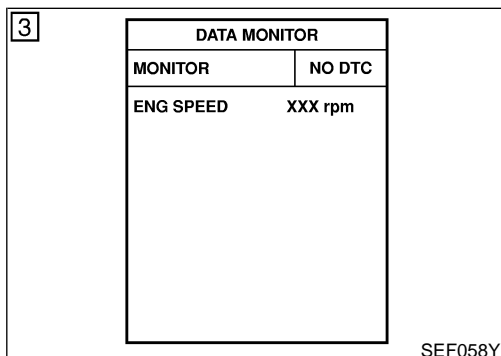 3
DATA MONITOR
MONITOR NO DTC
ENG SPEED XXX rpm
SEF058Y